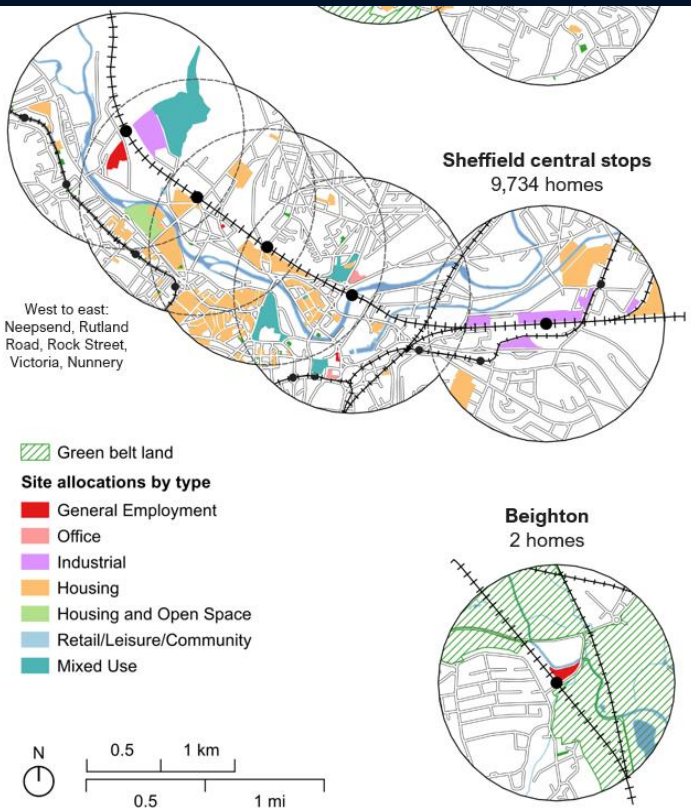 Sheffield central stops
9,734 homes
West to east:
Neepsend, Rutland
Road, Rock Street,
Victoria, Nunnery
Green belt land
Site allocations by type
General Employment
Office
Industrial
Housing
Housing and Open Space
Retail/Leisure/Community
Mixed Use
Beighton
2 homes
N
0.5 1 km
0.5 1 mi